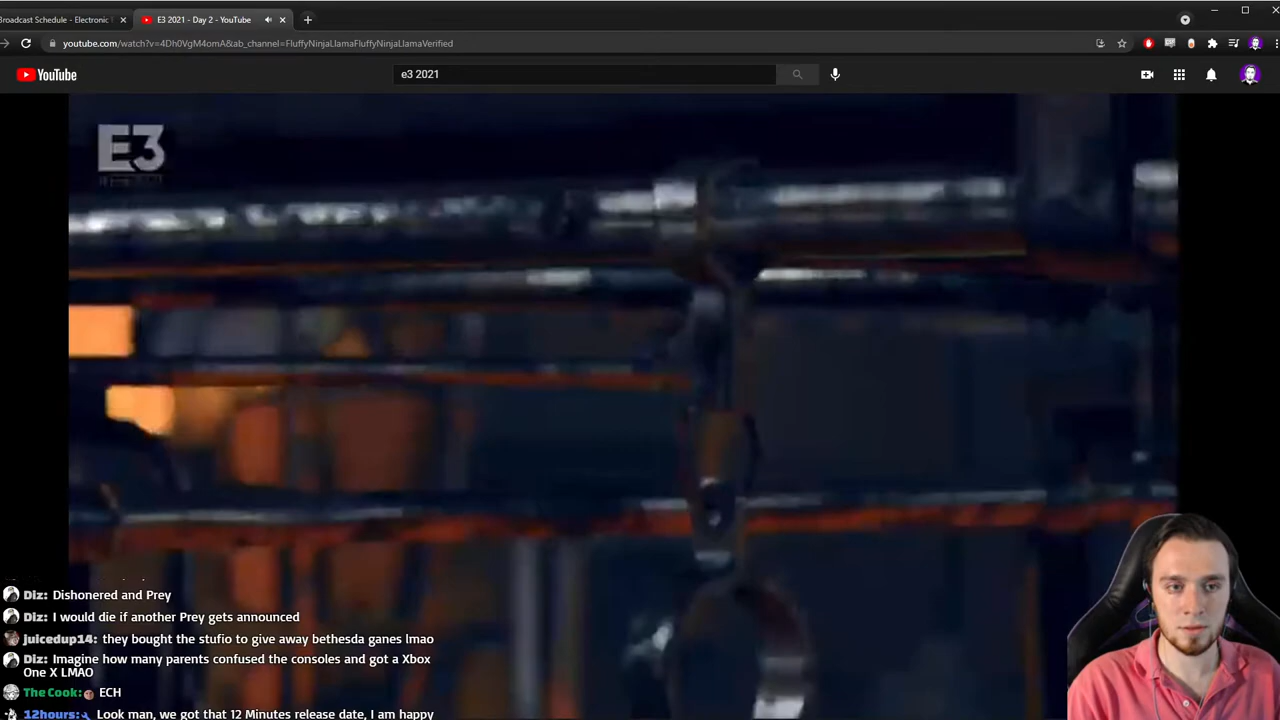 Broadcast Schedule - Electronic
E3 2021 - Day 2 - YouTube
youtube.com/watch?v=4Dh0VgM4omA&ab_channel=FluffyNinjaLlamaFluffyNinjaLlamaVerified
YouTube
e3 2021
E3
Diz: Dishonered and Prey
Diz: I would die if another Prey gets announced
juicedup14: they bought the stufio to give away bethesda ganes lmao
Diz: Imagine how many parents confused the consoles and got a Xbox
One X LMAO
The Cook: ECH
12hours: Look man, we got that 12 Minutes release date, I am happy